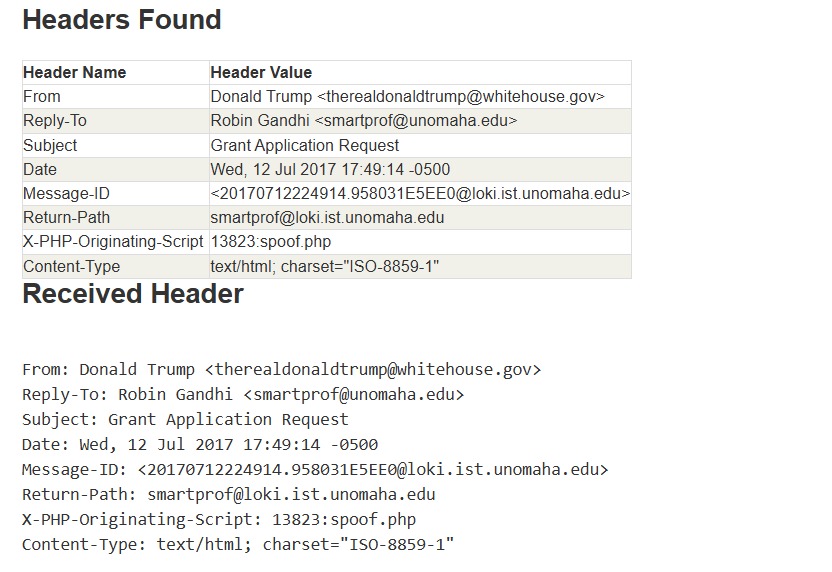 Headers Found
Header Name Header Value
From Donald Trump <therealdonaldtrump@whitehouse.gov>
Reply-To Robin Gandhi <smartprof@unomaha.edu>
Subject Grant Application Request
Date Wed, 12 Jul 2017 17:49:14 -0500
Message-ID <20170712224914.958031E5EE0@loki.ist.unomaha.edu>
Return-Path smartprof@loki.ist.unomaha.edu
X-PHP-Originating-Script 13823:spoof.php
Content-Type text/html; charset="ISO-8859-1"
Received Header
From: Donald Trump <therealdonaldtrump@whitehouse.gov>
Reply-To: Robin Gandhi <smartprof@unomaha.edu>
Subject: Grant Application Request
Date: Wed, 12 Jul 2017 17:49:14 -0500
Message-ID: <20170712224914.958031E5EE0@loki.ist.unomaha.edu>
Return-Path: smartprof@loki.ist.unomaha.edu
X-PHP-Originating-Script: 13823:spoof.php
Content-Type: text/html; charset="ISO-8859-1"